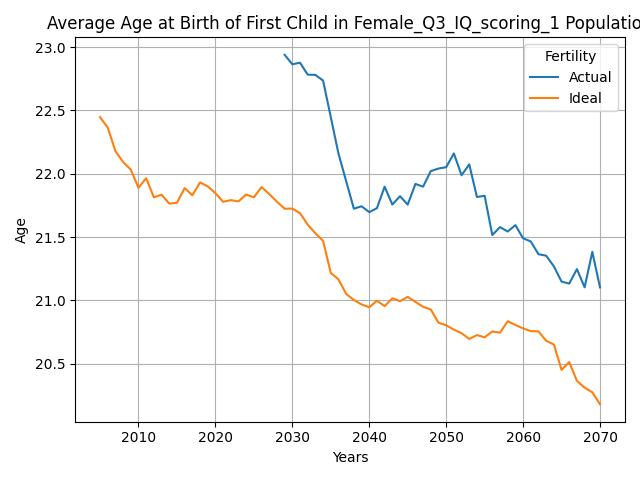 Average Age at Birth of First Child in Female_Q3_IQ_scoring_1 Populatio
23.0
22.5
22.0
21.5
21.0
20.5
Age
Fertility
Actual
Ideal
2010 2020 2030 2040 2050 2060 2070
Years